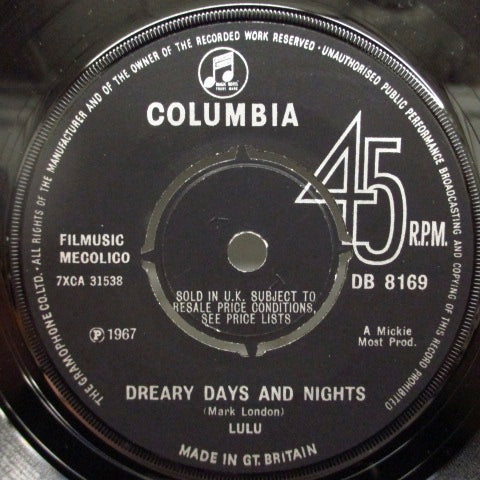 THE GRAMOPHONE CO. LTD. · ALL RIGHTS OF THE MANUFACTURER AND OF THE OWNER OF THE RECORDED WORK RESERVED · UNAUTHORISED PUBLIC PERFORMANCE BROADCASTING AND COPYING OF THIS RECORD PROHIBITED
COLUMBIA
45 R.P.M.
FILMUSIC
MECOLICO
7XCA 31538
DB 8169
SOLD IN U.K. SUBJECT TO
RESALE PRICE CONDITIONS,
SEE PRICE LISTS
Ⓟ 1967
A Mickie
Most Prod.
DREARY DAYS AND NIGHTS
(Mark London)
LULU
MADE IN GT. BRITAIN